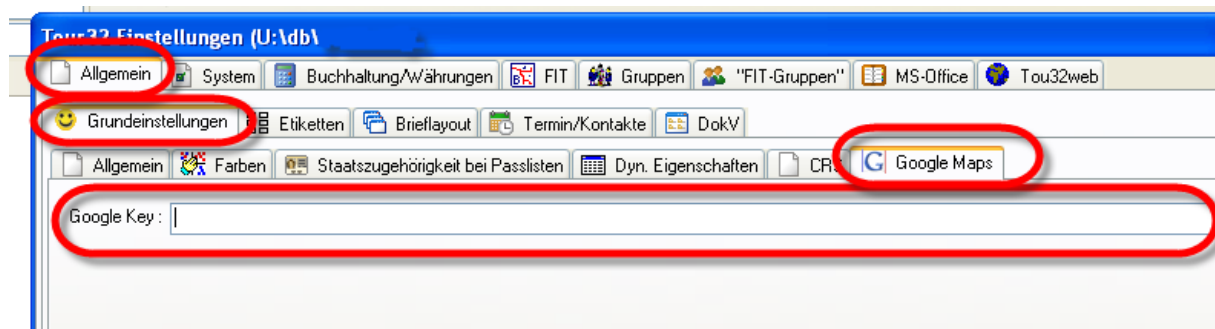 Tour32 Einstellungen (U:\db\
Allgemein System Buchhaltung/Währungen FIT Gruppen "FIT-Gruppen" MS-Office Tou32web
Grundeinstellungen Etiketten Brieflayout Termin/Kontakte DokV
Allgemein Farben Staatszugehörigkeit bei Passlisten Dyn. Eigenschaften CRS Google Maps
Google Key :